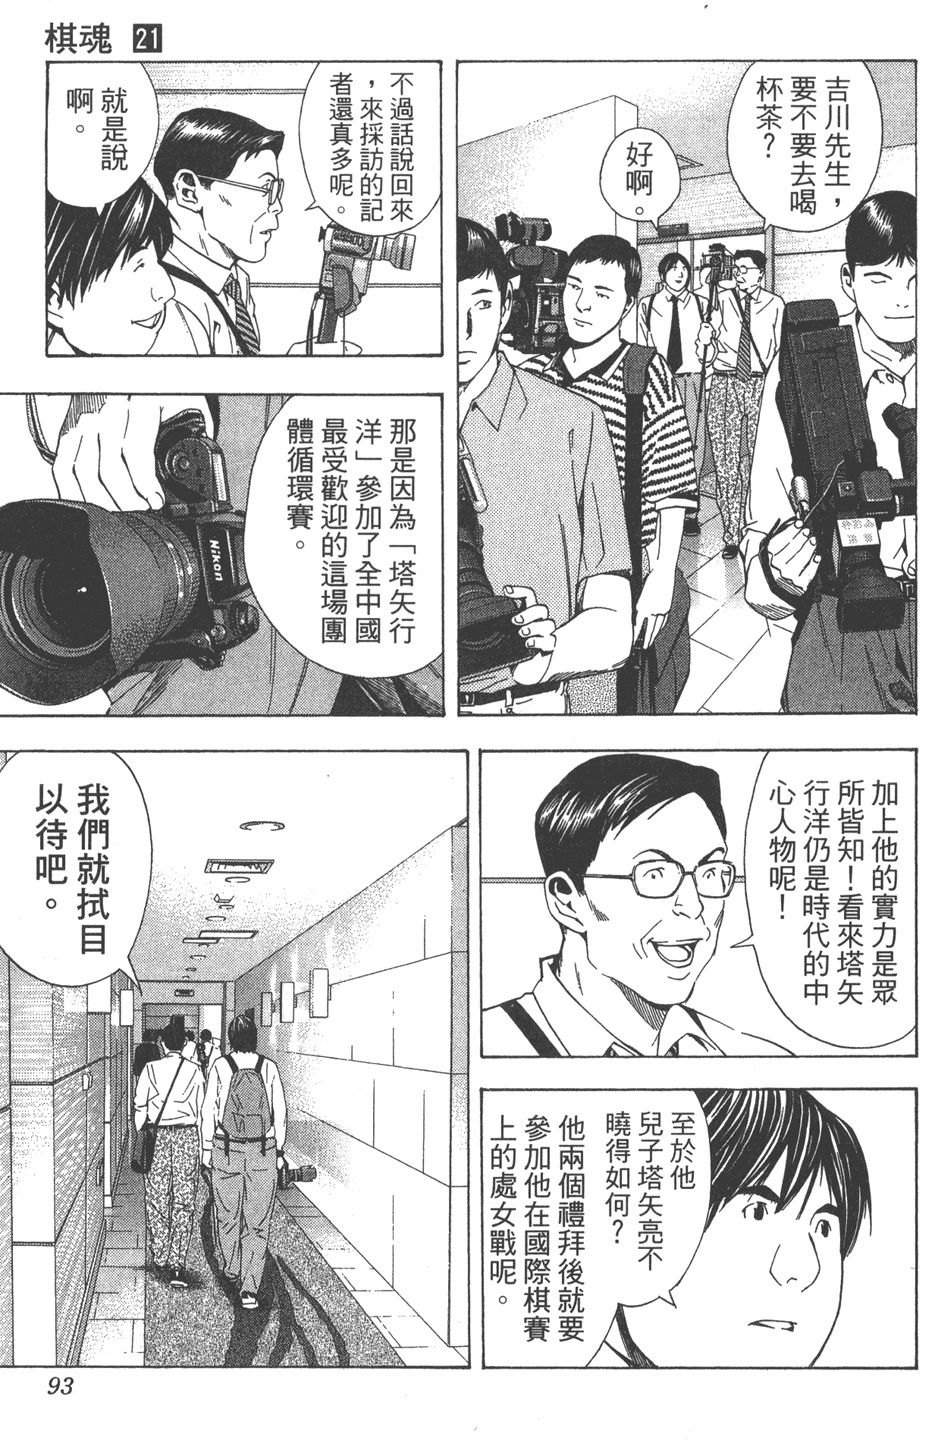 棋魂 21
吉川先生，
要不要去喝
杯茶？
好啊。
不過話說回來
，來採訪的記
者還真多呢。
就是說
啊。
那是因為「塔矢行
洋」參加了全中國
最受歡迎的這場團
體循環賽。
Nikon
加上他的實力是眾
所皆知！看來塔矢
行洋仍是時代的中
心人物呢！
至於他
兒子塔矢亮不
曉得如何？
他兩個禮拜後就要
參加他在國際棋賽
上的處女戰呢。
我們就拭目
以待吧。
93